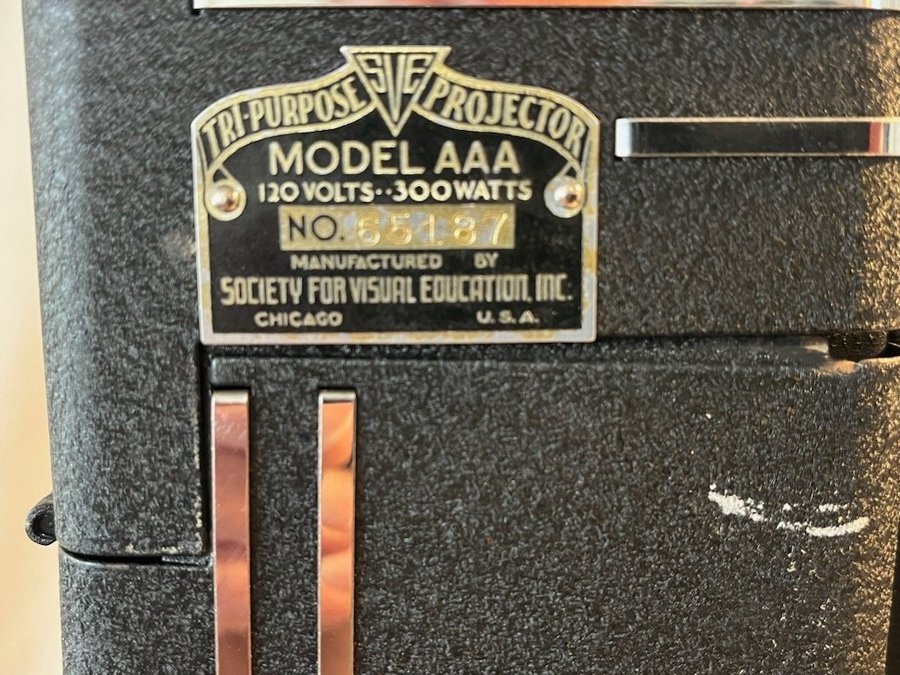 TRI-PURPOSE SVE PROJECTOR
MODEL AAA
120 VOLTS··300 WATTS
NO. 65187
MANUFACTURED BY
SOCIETY FOR VISUAL EDUCATION, INC.
CHICAGO U.S.A.